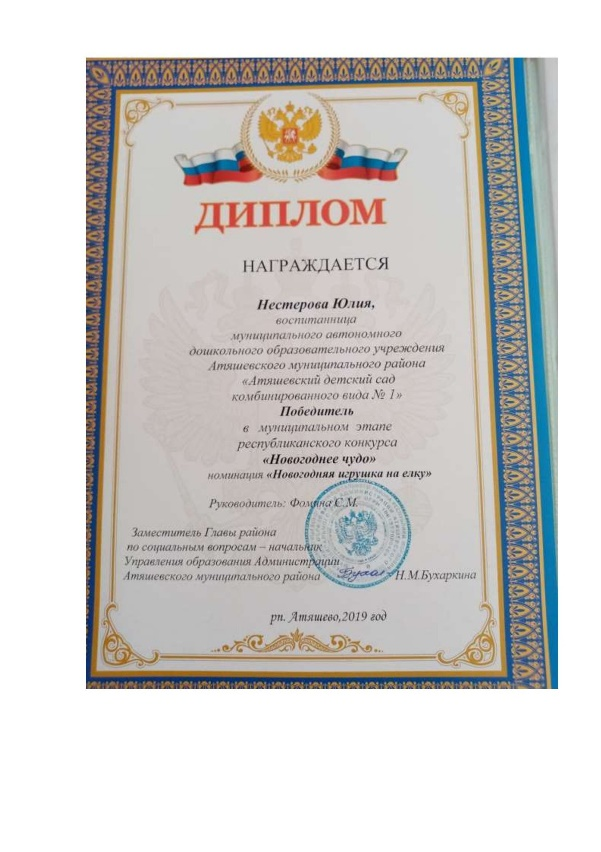 ДИПЛОМ
НАГРАЖДАЕТСЯ
Нестерова Юлия,
воспитанница
муниципального автономного
дошкольного образовательного учреждения
Атяшевского муниципального района
«Атяшевский детский сад
комбинированного вида № 1»
Победитель
в муниципальном этапе
республиканского конкурса
«Новогоднее чудо»
номинация «Новогодняя игрушка на елку»
Руководитель: Фомина С.М.
Заместитель Главы района
по социальным вопросам – начальник
Управления образования Администрации
Атяшевского муниципального района Н.М.Бухаркина
рп. Атяшево,2019 год